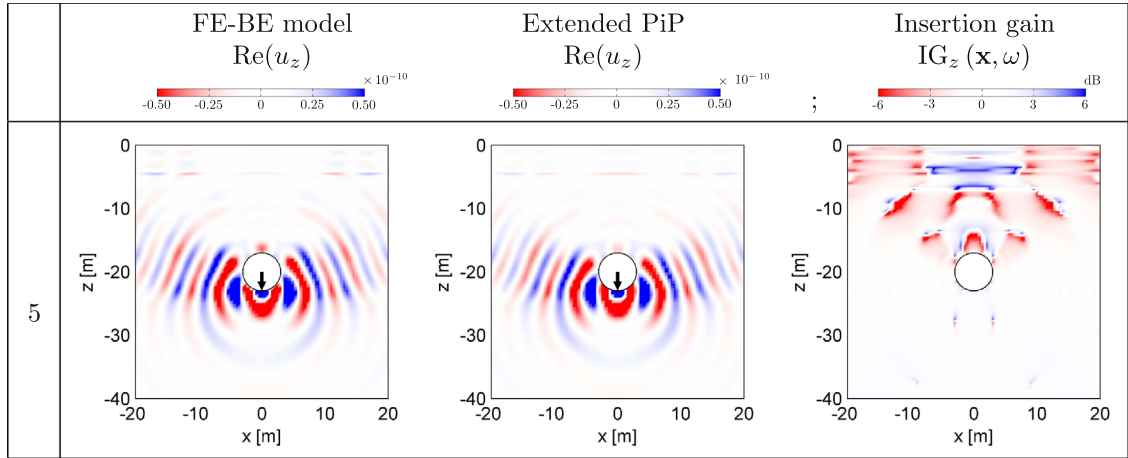 FE-BE model
Re(u_z)
× 10⁻¹⁰
-0.50 -0.25 0 0.25 0.50
Extended PiP
Re(u_z)
× 10⁻¹⁰
-0.50 -0.25 0 0.25 0.50
;
Insertion gain
IG_z (x, ω)
dB
-6 -3 0 3 6
5
0
-10
-20
-30
-40
z [m]
-20 -10 0 10 20
x [m]
0
-10
-20
-30
-40
z [m]
-20 -10 0 10 20
x [m]
0
-10
-20
-30
-40
z [m]
-20 -10 0 10 20
x [m]